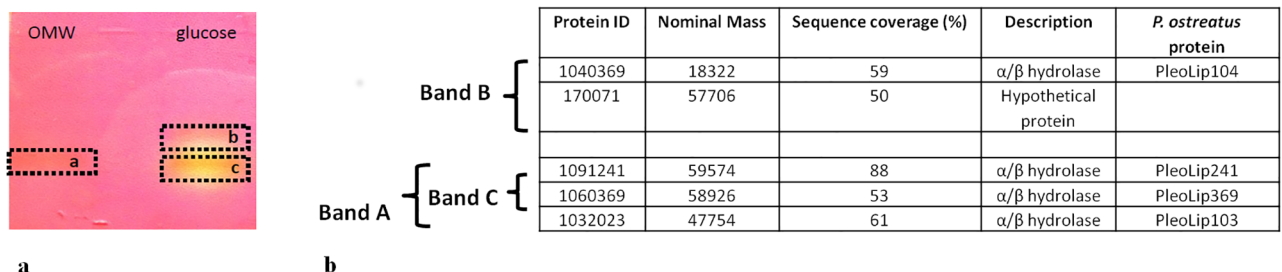 OMW glucose
a b c
Protein ID Nominal Mass Sequence coverage (%) Description P. ostreatus protein
Band B
1040369 18322 59 α/β hydrolase PleoLip104
170071 57706 50 Hypothetical protein
Band A
Band C
1091241 59574 88 α/β hydrolase PleoLip241
1060369 58926 53 α/β hydrolase PleoLip369
1032023 47754 61 α/β hydrolase PleoLip103
a b